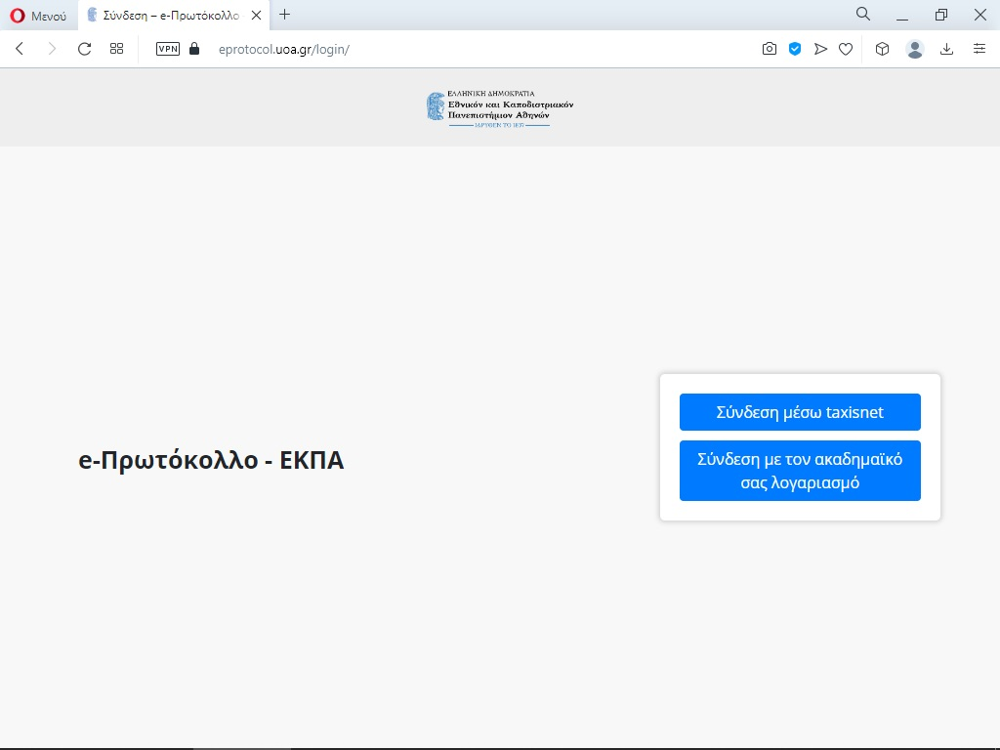 Μενού
Σύνδεση – e-Πρωτόκολλο
VPN
eprotocol.uoa.gr/login/
ΕΛΛΗΝΙΚΗ ΔΗΜΟΚΡΑΤΙΑ
Εθνικόν και Καποδιστριακόν
Πανεπιστήμιον Αθηνών
ΙΔΡΥΘΕΝ ΤΟ 1837
Σύνδεση μέσω taxisnet
e-Πρωτόκολλο - ΕΚΠΑ
Σύνδεση με τον ακαδημαϊκό
σας λογαριασμό